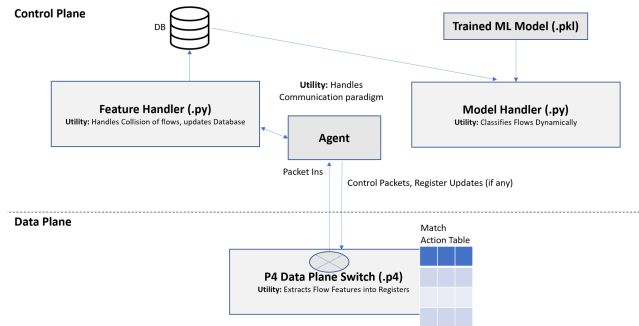 Control Plane
DB
Trained ML Model (.pkl)
Utility: Handles
Communication paradigm
Feature Handler (.py)
Utility: Handles Collision of flows, updates Database
Model Handler (.py)
Utility: Classifies Flows Dynamically
Agent
Packet Ins
Control Packets, Register Updates (if any)
Data Plane
Match
Action Table
P4 Data Plane Switch (.p4)
Utility: Extracts Flow Features into Registers